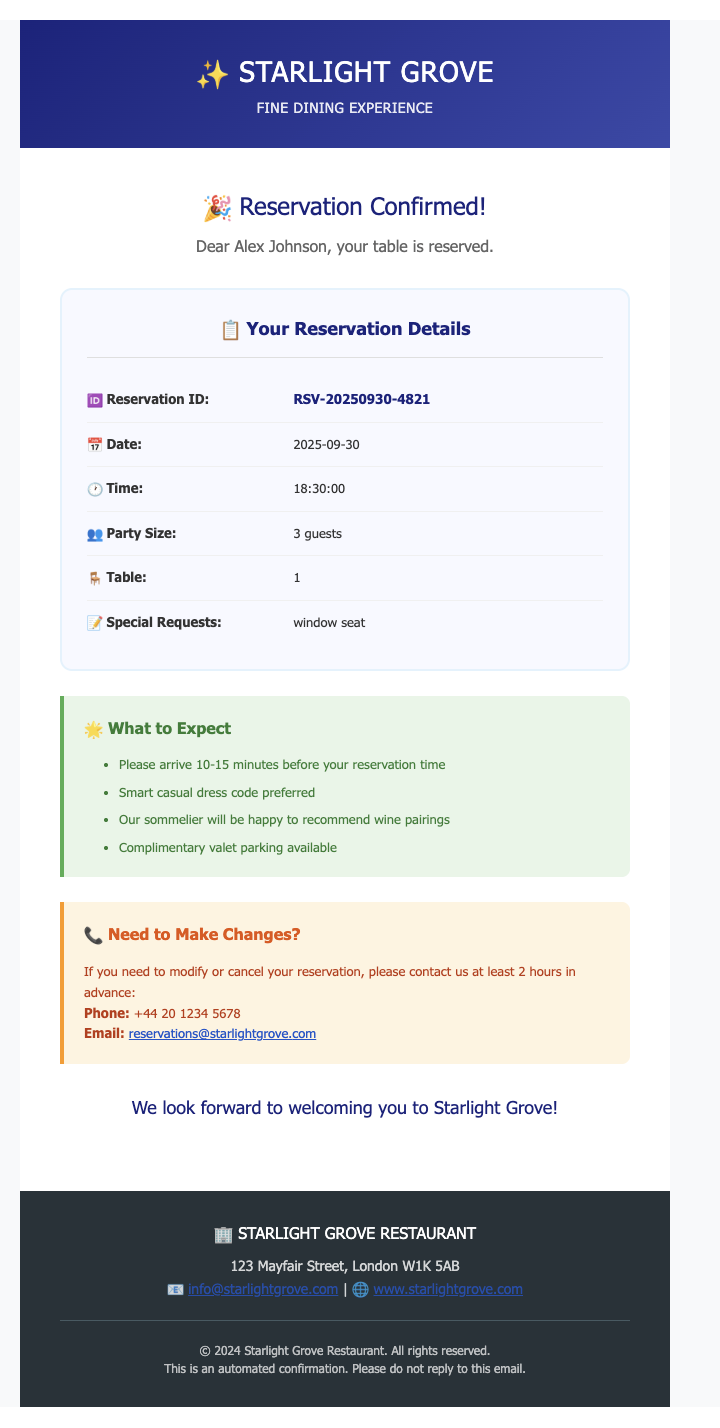 ✨ STARLIGHT GROVE
FINE DINING EXPERIENCE
🎉 Reservation Confirmed!
Dear Alex Johnson, your table is reserved.
📋 Your Reservation Details
🆔 Reservation ID: RSV-20250930-4821
📅 Date: 2025-09-30
🕐 Time: 18:30:00
👥 Party Size: 3 guests
🪑 Table: 1
📝 Special Requests: window seat
🌟 What to Expect
• Please arrive 10-15 minutes before your reservation time
• Smart casual dress code preferred
• Our sommelier will be happy to recommend wine pairings
• Complimentary valet parking available
📞 Need to Make Changes?
If you need to modify or cancel your reservation, please contact us at least 2 hours in
advance:
Phone: +44 20 1234 5678
Email: reservations@starlightgrove.com
We look forward to welcoming you to Starlight Grove!
🏢 STARLIGHT GROVE RESTAURANT
123 Mayfair Street, London W1K 5AB
📧 info@starlightgrove.com | 🌐 www.starlightgrove.com
© 2024 Starlight Grove Restaurant. All rights reserved.
This is an automated confirmation. Please do not reply to this email.